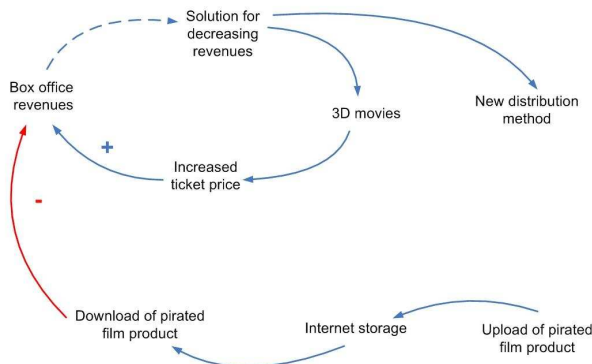 Solution for
decreasing
revenues
Box office
revenues
3D movies
New distribution
method
+
Increased
ticket price
-
Download of pirated
film product
Internet storage
Upload of pirated
film product